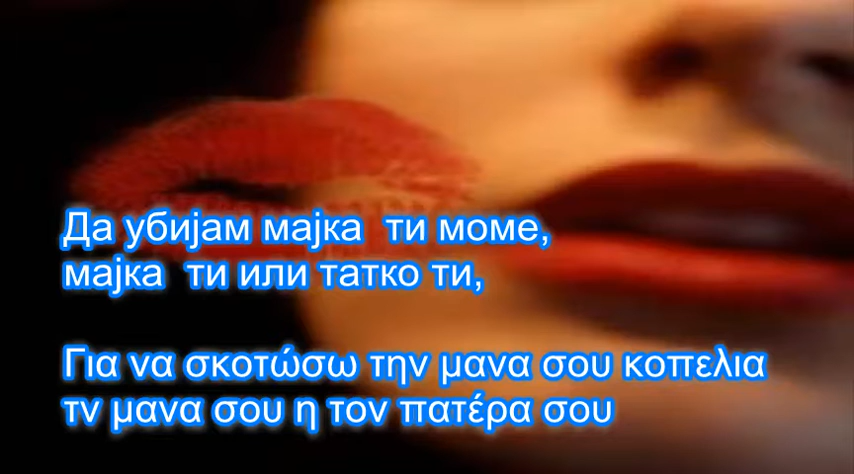 Да убијам мајка  ти моме,
мајка  ти или татко ти,
Για να σκοτώσω την μανα σου κοπελια
τν μανα σου η τον πατέρα σου